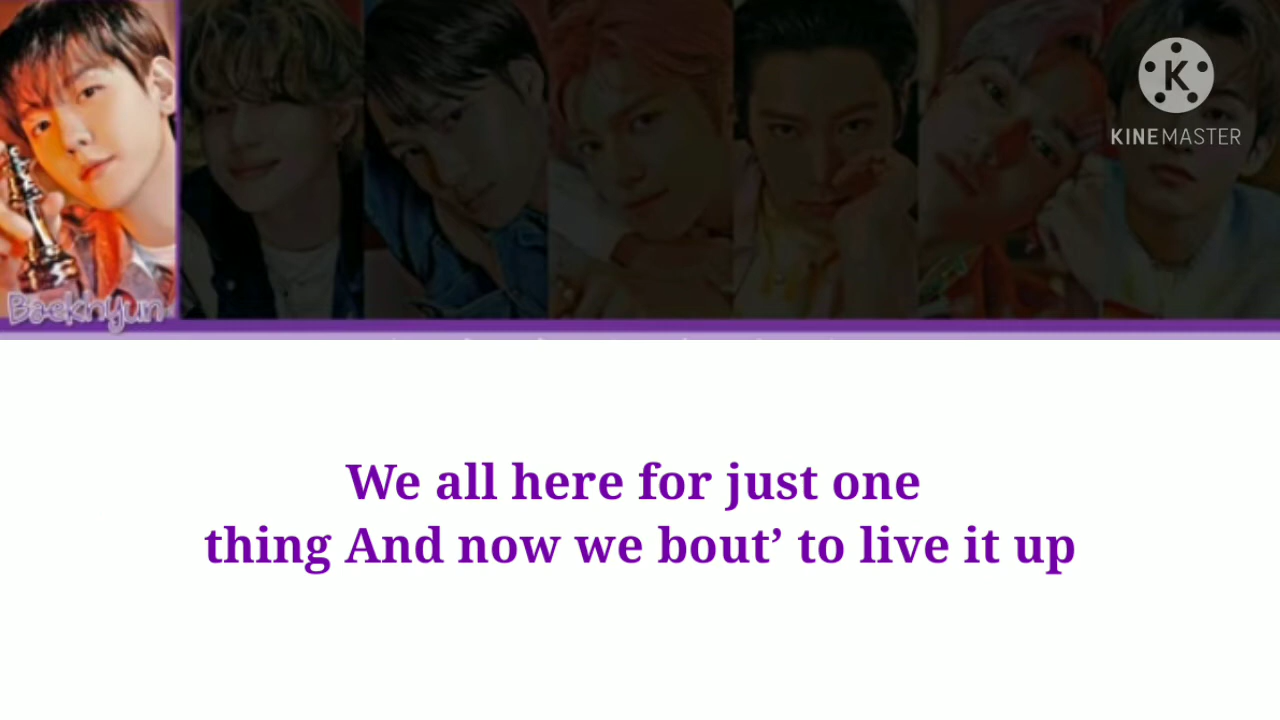 K
KINEMASTER
Baekhyun
We all here for just one
thing And now we bout’ to live it up